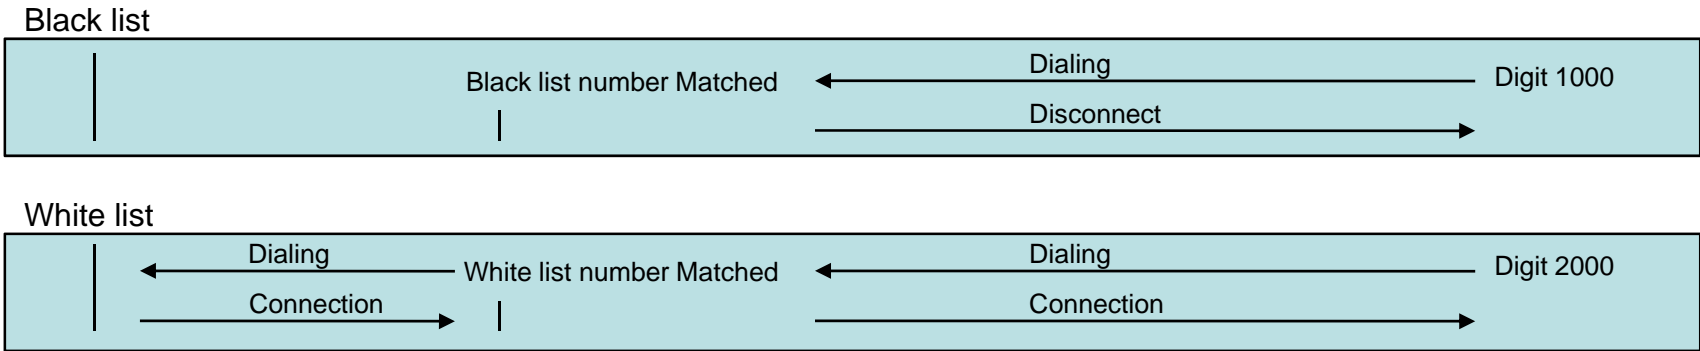 Black list
Dialing
Black list number Matched
Digit 1000
Disconnect
White list
Dialing
Dialing
White list number Matched
Digit 2000
Connection
Connection